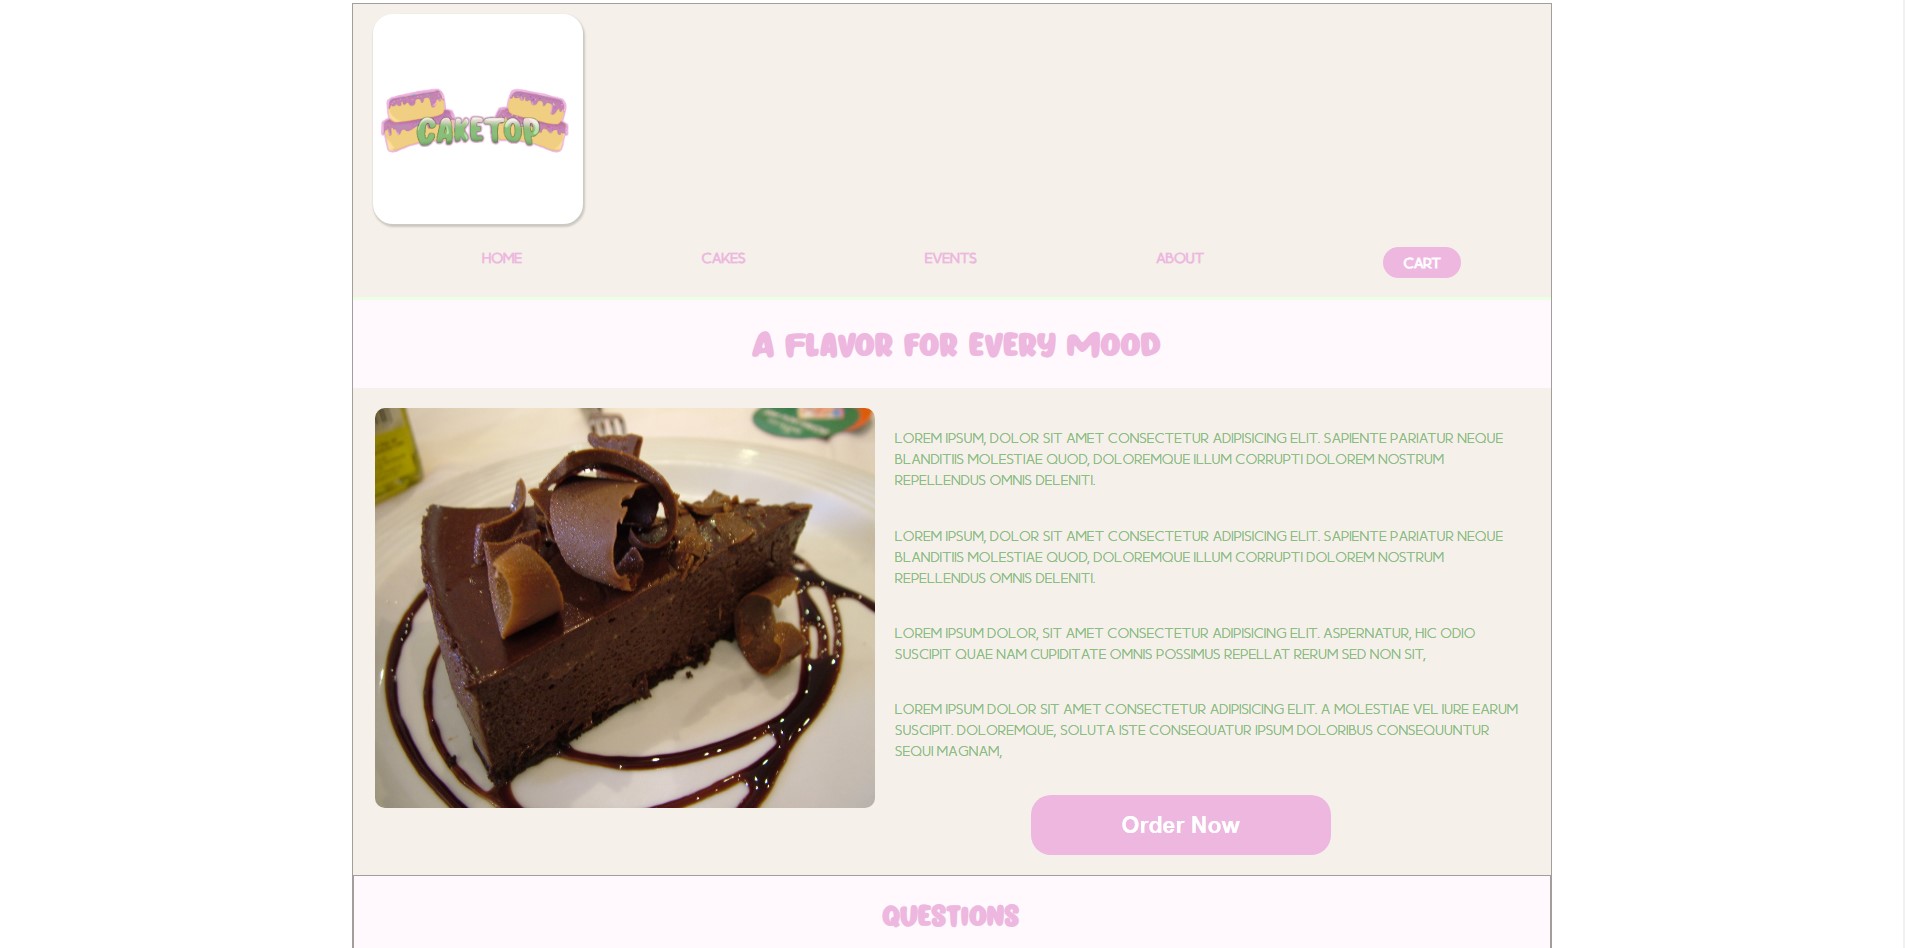 CAKETOP
HOME
CAKES
EVENTS
ABOUT
CART
A FLAVOR FOR EVERY MOOD
LOREM IPSUM, DOLOR SIT AMET CONSECTETUR ADIPISICING ELIT. SAPIENTE PARIATUR NEQUE
BLANDITIIS MOLESTIAE QUOD, DOLOREMQUE ILLUM CORRUPTI DOLOREM NOSTRUM
REPELLENDUS OMNIS DELENITI.
LOREM IPSUM, DOLOR SIT AMET CONSECTETUR ADIPISICING ELIT. SAPIENTE PARIATUR NEQUE
BLANDITIIS MOLESTIAE QUOD, DOLOREMQUE ILLUM CORRUPTI DOLOREM NOSTRUM
REPELLENDUS OMNIS DELENITI.
LOREM IPSUM DOLOR, SIT AMET CONSECTETUR ADIPISICING ELIT. ASPERNATUR, HIC ODIO
SUSCIPIT QUAE NAM CUPIDITATE OMNIS POSSIMUS REPELLAT RERUM SED NON SIT,
LOREM IPSUM DOLOR SIT AMET CONSECTETUR ADIPISICING ELIT. A MOLESTIAE VEL IURE EARUM
SUSCIPIT. DOLOREMQUE, SOLUTA ISTE CONSEQUATUR IPSUM DOLORIBUS CONSEQUUNTUR
SEQUI MAGNAM,
Order Now
QUESTIONS